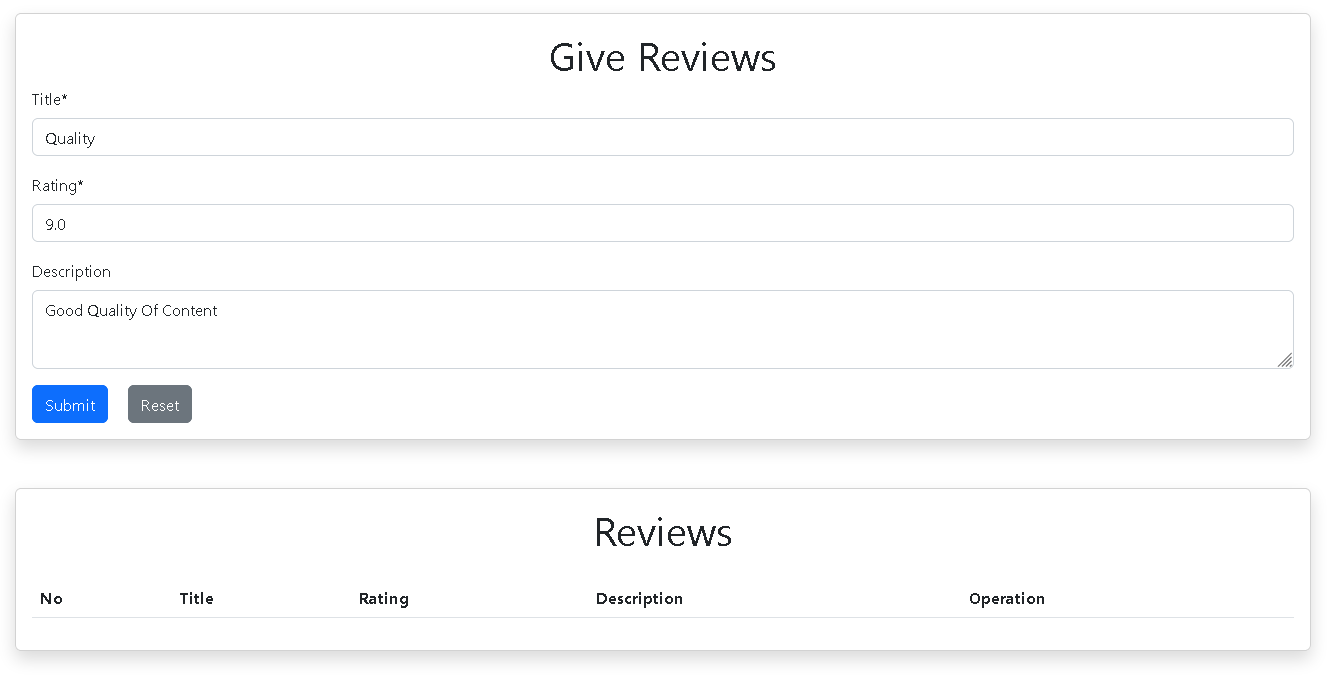 Give Reviews
Title*
Quality
Rating*
9.0
Description
Good Quality Of Content
Submit Reset
Reviews
No Title Rating Description Operation